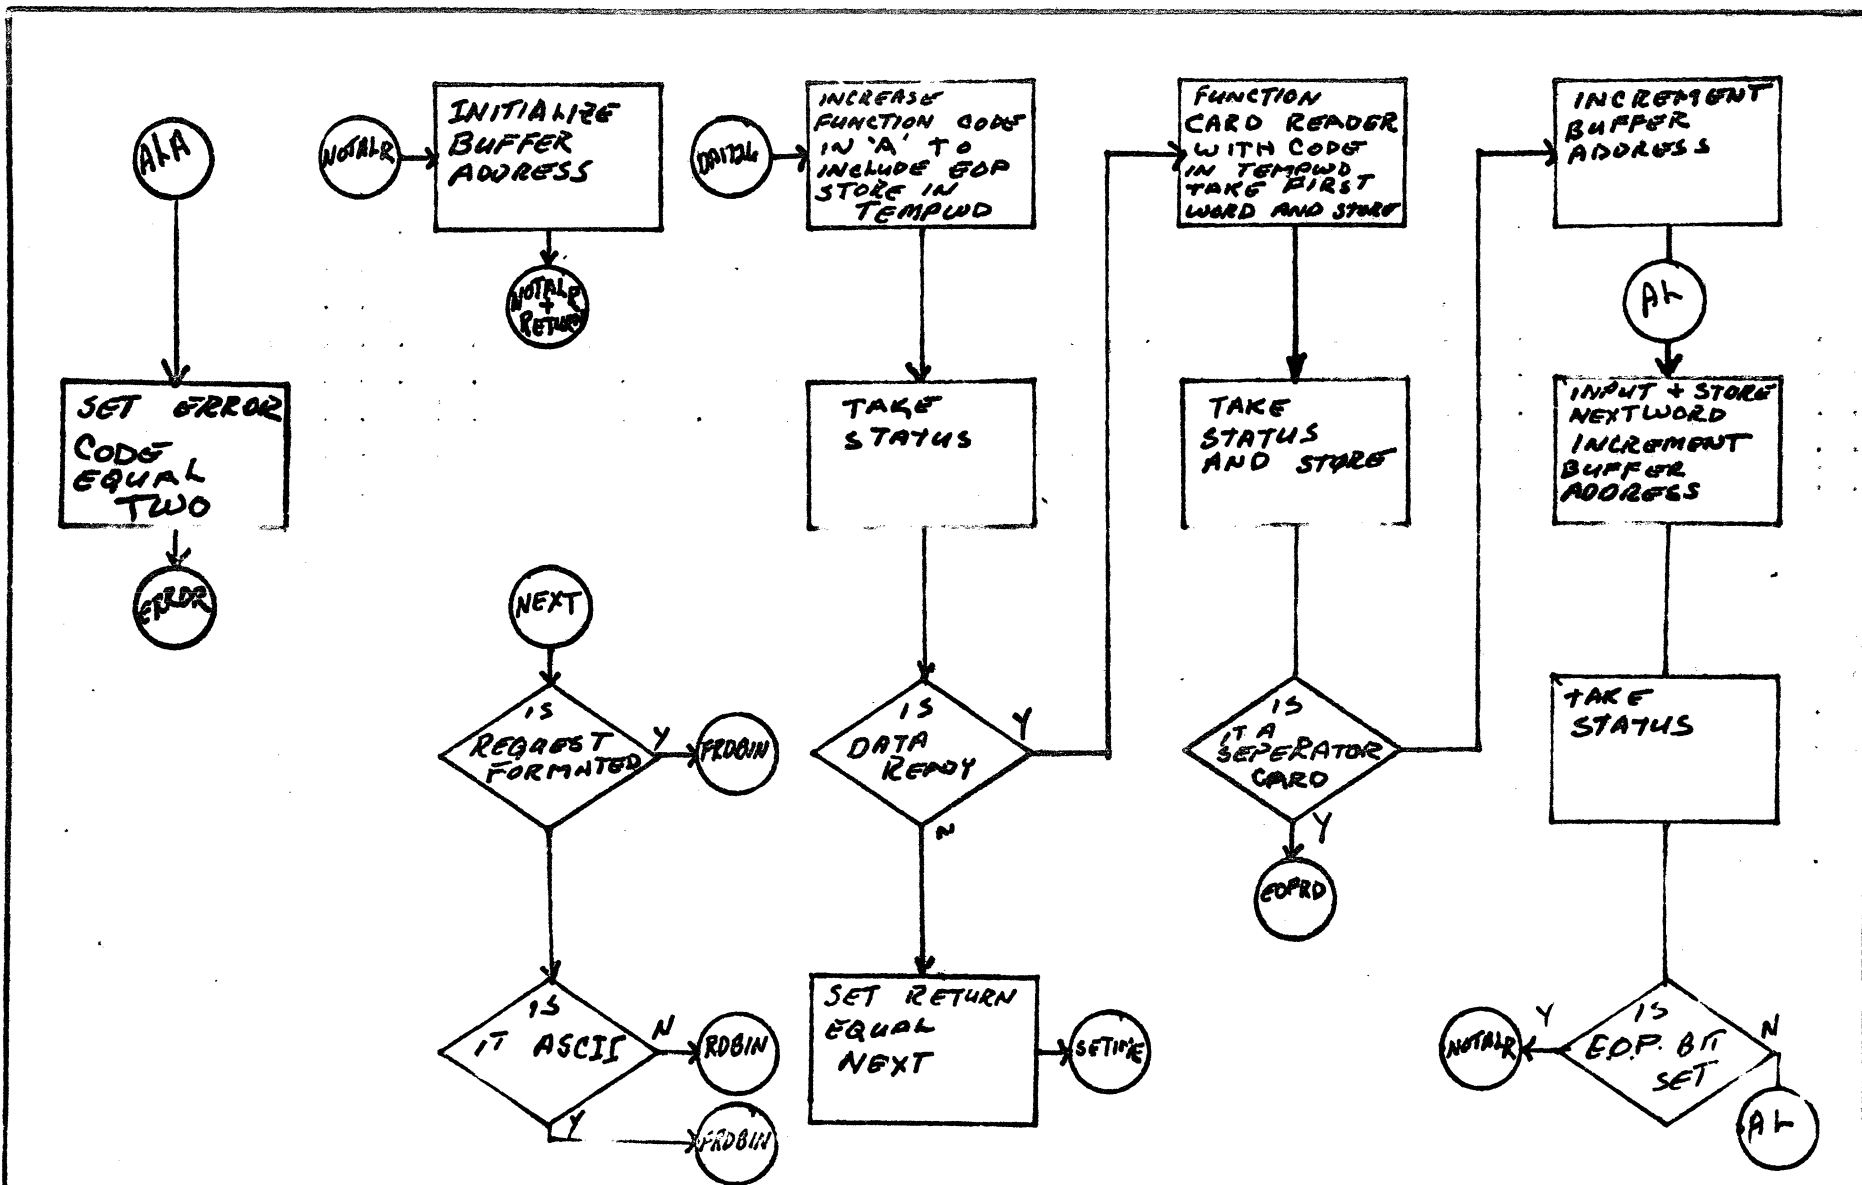 ALA
SET ERROR
CODE
EQUAL
TWO
ERROR
NOTALR
INITIALIZE
BUFFER
ADDRESS
NOTALR
+
RETURN
NEXT
IS
REQUEST
FORMATED
Y
FRDBIN
IS
IT ASCII
N
RDBIN
Y
FRDBIN
INCREASE
FUNCTION CODE
IN 'A' TO
INCLUDE EOP
STORE IN
TEMPWD
TAKE
STATUS
IS
DATA
READY
Y
N
SET RETURN
EQUAL
NEXT
FUNCTION
CARD READER
WITH CODE
IN TEMPWD
TAKE FIRST
WORD AND STORE
TAKE
STATUS
AND STORE
IS
IT A
SEPERATOR
CARD
Y
INCREMENT
BUFFER
ADDRESS
AL
INPUT + STORE
NEXT WORD
INCREMENT
BUFFER
ADDRESS
TAKE
STATUS
IS
E.O.P. BIT
SET
Y
NOTALR
N
AL